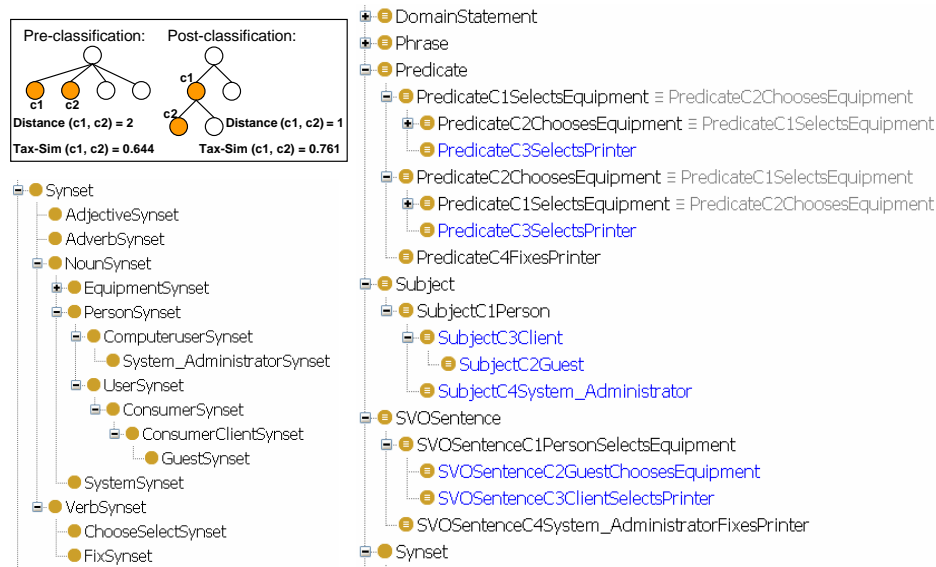 Pre-classification: Post-classification:
c1
c1 c2
c2
Distance (c1, c2) = 2 Distance (c1, c2) = 1
Tax-Sim (c1, c2) = 0.644 Tax-Sim (c1, c2) = 0.761
Synset
AdjectiveSynset
AdverbSynset
NounSynset
EquipmentSynset
PersonSynset
ComputeruserSynset
System_AdministratorSynset
UserSynset
ConsumerSynset
ConsumerClientSynset
GuestSynset
SystemSynset
VerbSynset
ChooseSelectSynset
FixSynset
DomainStatement
Phrase
Predicate
PredicateC1SelectsEquipment ≡ PredicateC2ChoosesEquipment
PredicateC2ChoosesEquipment ≡ PredicateC1SelectsEquipment
PredicateC3SelectsPrinter
PredicateC2ChoosesEquipment ≡ PredicateC1SelectsEquipment
PredicateC1SelectsEquipment ≡ PredicateC2ChoosesEquipment
PredicateC3SelectsPrinter
PredicateC4FixesPrinter
Subject
SubjectC1Person
SubjectC3Client
SubjectC2Guest
SubjectC4System_Administrator
SVOSentence
SVOSentenceC1PersonSelectsEquipment
SVOSentenceC2GuestChoosesEquipment
SVOSentenceC3ClientSelectsPrinter
SVOSentenceC4System_AdministratorFixesPrinter
Synset